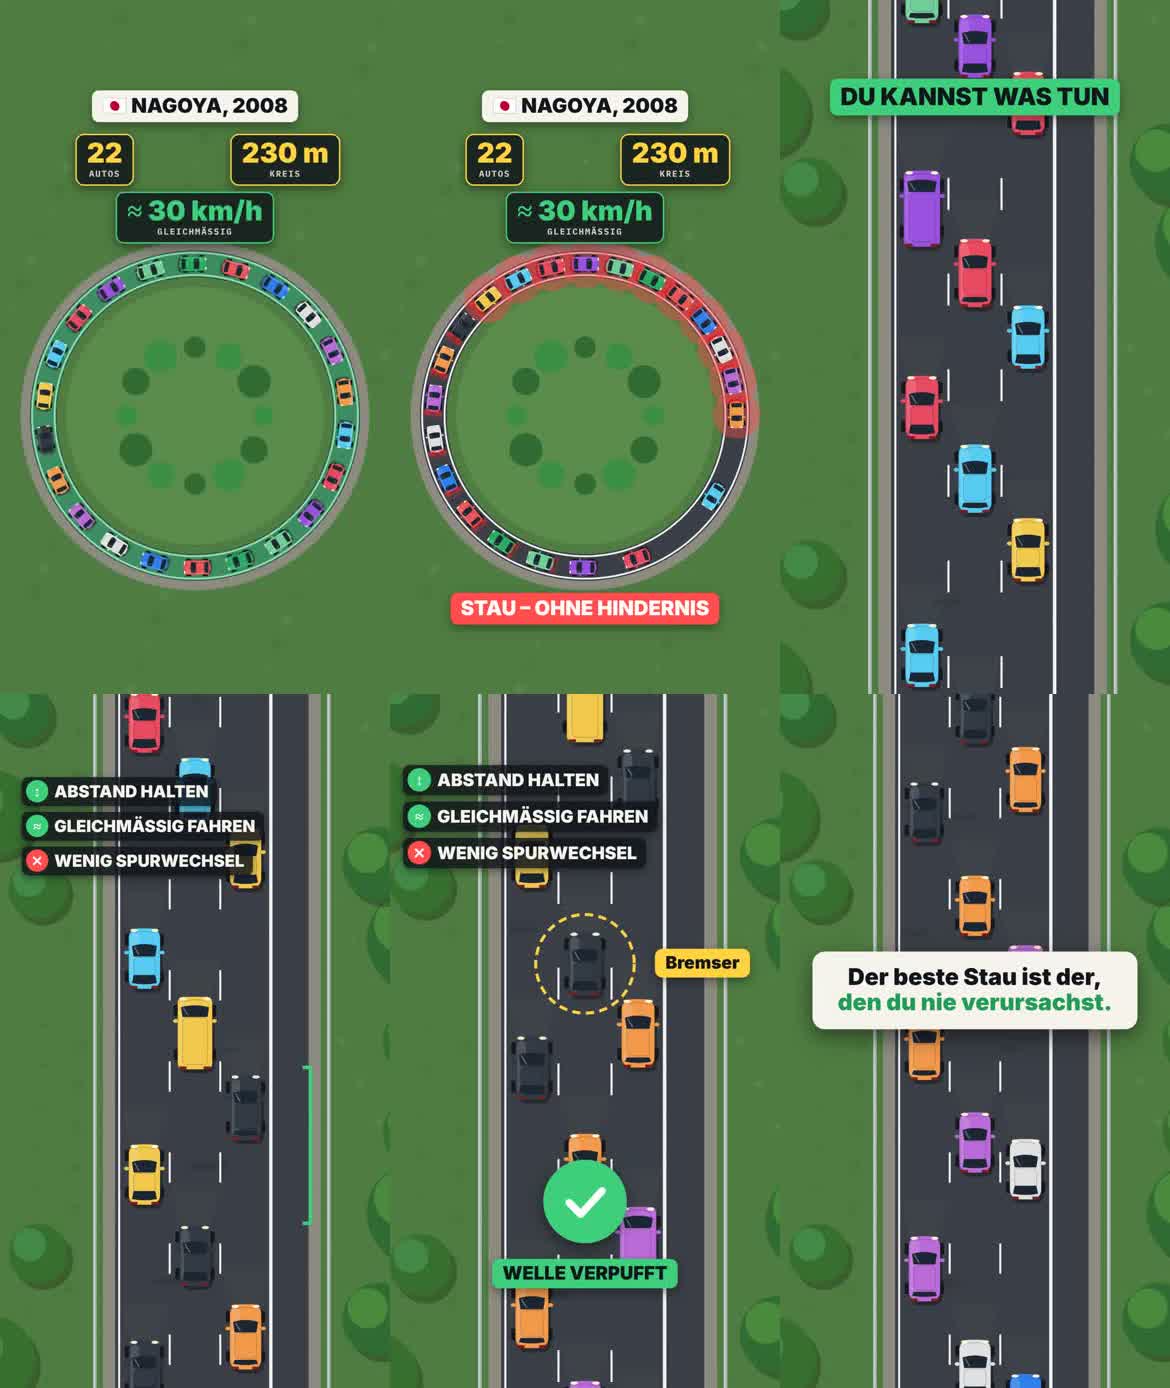 NAGOYA, 2008
22
AUTOS
230 m
KREIS
≈ 30 km/h
GLEICHMÄSSIG
NAGOYA, 2008
22
AUTOS
230 m
KREIS
≈ 30 km/h
GLEICHMÄSSIG
STAU – OHNE HINDERNIS
DU KANNST WAS TUN
ABSTAND HALTEN
GLEICHMÄSSIG FAHREN
WENIG SPURWECHSEL
ABSTAND HALTEN
GLEICHMÄSSIG FAHREN
WENIG SPURWECHSEL
Bremser
WELLE VERPUFFT
Der beste Stau ist der,
den du nie verursachst.